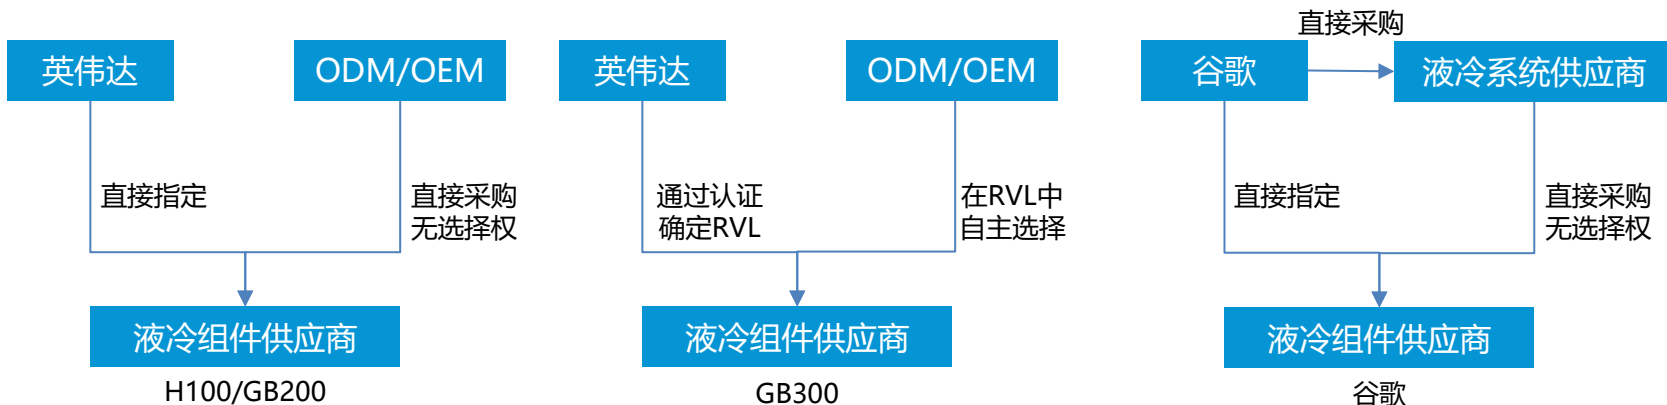 直接采购
英伟达
ODM/OEM
英伟达
ODM/OEM
谷歌
液冷系统供应商
直接指定
直接采购
无选择权
通过认证
确定RVL
在RVL中
自主选择
直接指定
直接采购
无选择权
液冷组件供应商
液冷组件供应商
液冷组件供应商
H100/GB200
GB300
谷歌